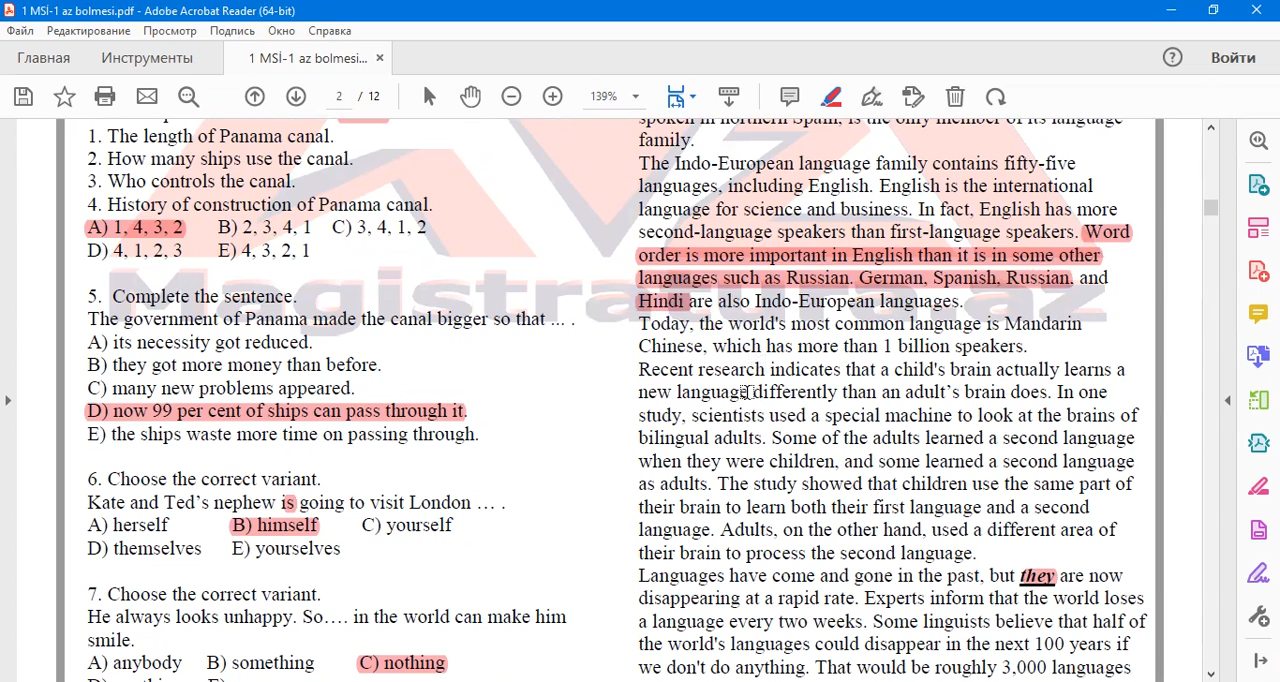 1 MSİ-1 az bolmesi.pdf - Adobe Acrobat Reader (64-bit)
Файл Редактирование Просмотр Подпись Окно Справка
Главная Инструменты 1 MSİ-1 az bolmesi... × Войти
2 / 12 139%
1. The length of Panama canal.
2. How many ships use the canal.
3. Who controls the canal.
4. History of construction of Panama canal.
A) 1, 4, 3, 2 B) 2, 3, 4, 1 C) 3, 4, 1, 2
D) 4, 1, 2, 3 E) 4, 3, 2, 1
5. Complete the sentence.
The government of Panama made the canal bigger so that ... .
A) its necessity got reduced.
B) they got more money than before.
C) many new problems appeared.
D) now 99 per cent of ships can pass through it.
E) the ships waste more time on passing through.
6. Choose the correct variant.
Kate and Ted’s nephew is going to visit London … .
A) herself B) himself C) yourself
D) themselves E) yourselves
7. Choose the correct variant.
He always looks unhappy. So…. in the world can make him
smile.
A) anybody B) something C) nothing
spoken in northern Spain, is the only member of its language
family.
The Indo-European language family contains fifty-five
languages, including English. English is the international
language for science and business. In fact, English has more
second-language speakers than first-language speakers. Word
order is more important in English than it is in some other
languages such as Russian. German, Spanish, Russian, and
Hindi are also Indo-European languages.
Today, the world's most common language is Mandarin
Chinese, which has more than 1 billion speakers.
Recent research indicates that a child's brain actually learns a
new language differently than an adult’s brain does. In one
study, scientists used a special machine to look at the brains of
bilingual adults. Some of the adults learned a second language
when they were children, and some learned a second language
as adults. The study showed that children use the same part of
their brain to learn both their first language and a second
language. Adults, on the other hand, used a different area of
their brain to process the second language.
Languages have come and gone in the past, but they are now
disappearing at a rapid rate. Experts inform that the world loses
a language every two weeks. Some linguists believe that half of
the world's languages could disappear in the next 100 years if
we don't do anything. That would be roughly 3,000 languages
Magistratura.az